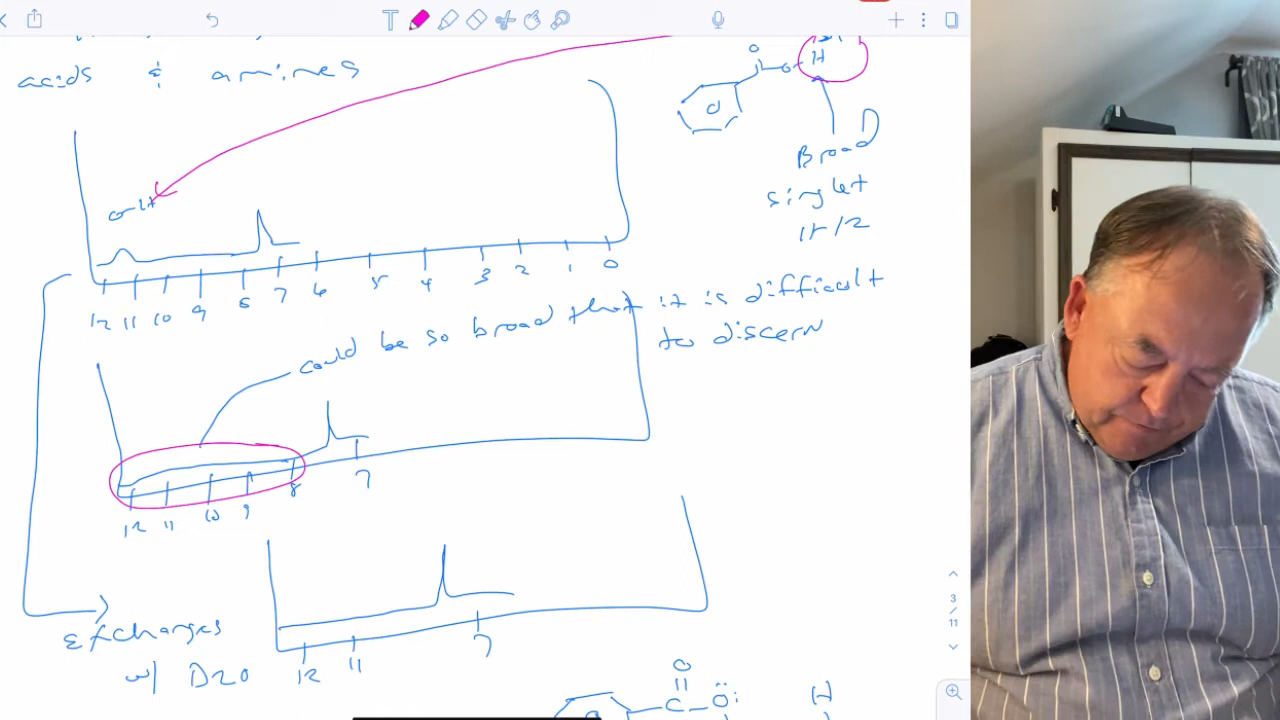 acids & amines
O
O-H
Broad
singlet
11-12
O-H
12 11 10 9 8 7 6 5 4 3 2 1 0
could be so broad that it is difficult
to discern
12 11 10 9 8 7
Exchanges
w/ D2O
12 11 7
O
C-O:
H
3
/
11